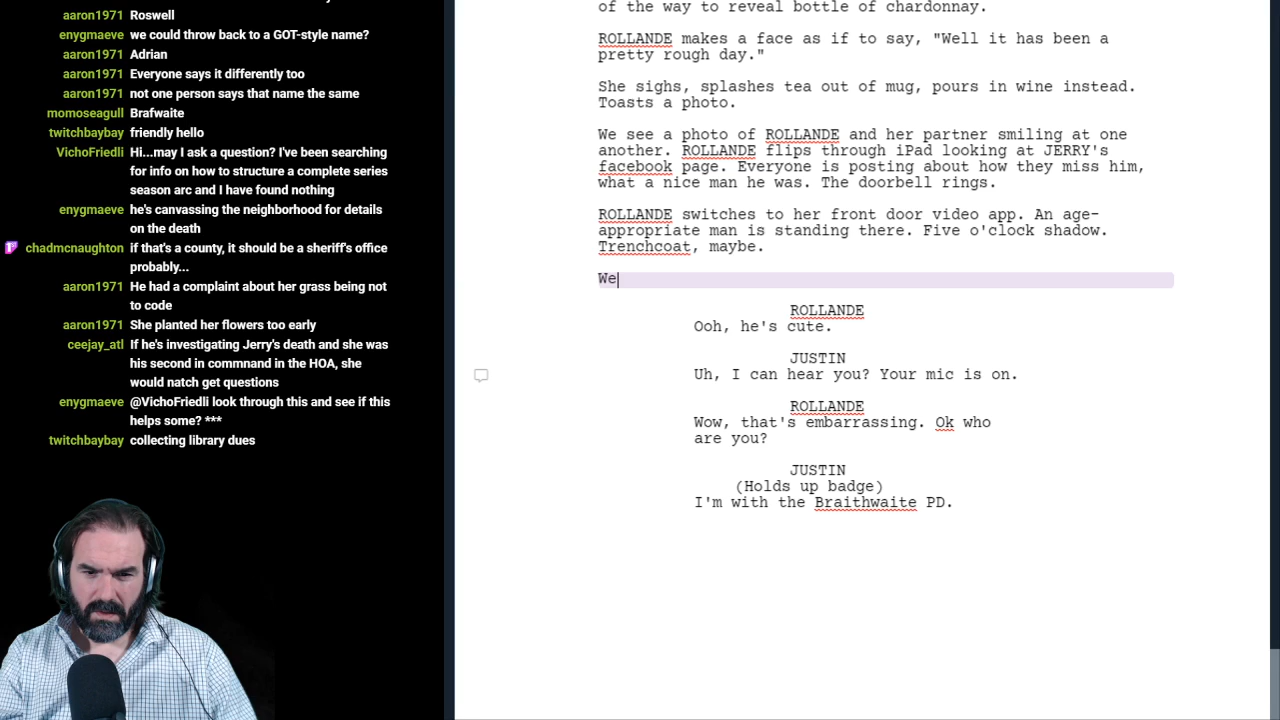 aaron1971 Roswell
enygmaeve we could throw back to a GOT-style name?
aaron1971 Adrian
aaron1971 Everyone says it differently too
aaron1971 not one person says that name the same
momoseagull Brafwaite
twitchbaybay friendly hello
VichoFriedli Hi...may I ask a question? I've been searching
for info on how to structure a complete series
season arc and I have found nothing
enygmaeve he's canvassing the neighborhood for details
on the death
chadmcnaughton if that's a county, it should be a sheriff's office
probably...
aaron1971 He had a complaint about her grass being not
to code
aaron1971 She planted her flowers too early
ceejay_atl If he's investigating Jerry's death and she was
his second in commnand in the HOA, she
would natch get questions
enygmaeve @VichoFriedli look through this and see if this
helps some? ***
twitchbaybay collecting library dues
of the way to reveal bottle of chardonnay.
ROLLANDE makes a face as if to say, "Well it has been a
pretty rough day."
She sighs, splashes tea out of mug, pours in wine instead.
Toasts a photo.
We see a photo of ROLLANDE and her partner smiling at one
another. ROLLANDE flips through iPad looking at JERRY's
facebook page. Everyone is posting about how they miss him,
what a nice man he was. The doorbell rings.
ROLLANDE switches to her front door video app. An age-
appropriate man is standing there. Five o'clock shadow.
Trenchcoat, maybe.
We
ROLLANDE
Ooh, he's cute.
JUSTIN
Uh, I can hear you? Your mic is on.
ROLLANDE
Wow, that's embarrassing. Ok who
are you?
JUSTIN
(Holds up badge)
I'm with the Braithwaite PD.